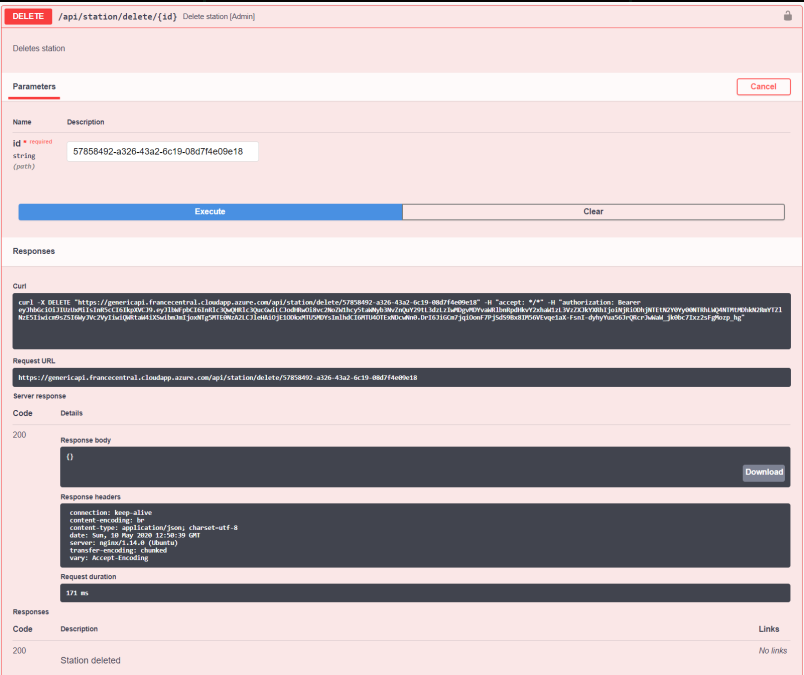 DELETE /api/station/delete/{id} Delete station [Admin]
Deletes station
Parameters
Cancel
Name Description
id * required
string
(path)
57858492-a326-43a2-6c19-08d7f4e09e18
Execute Clear
Responses
Curl
curl -X DELETE "https://genericapi.francecentral.cloudapp.azure.com/api/station/delete/57858492-a326-43a2-6c19-08d7f4e09e18" -H "accept: */*" -H "authorization: Bearer
Request URL
https://genericapi.francecentral.cloudapp.azure.com/api/station/delete/57858492-a326-43a2-6c19-08d7f4e09e18
Server response
Code Details
200
Response body
{}
Download
Response headers
connection: keep-alive
content-encoding: br
content-type: application/json; charset=utf-8
date: Sun, 10 May 2020 12:50:39 GMT
server: nginx/1.14.0 (Ubuntu)
transfer-encoding: chunked
vary: Accept-Encoding
Request duration
171 ms
Responses
Code Description Links
200
Station deleted
No links